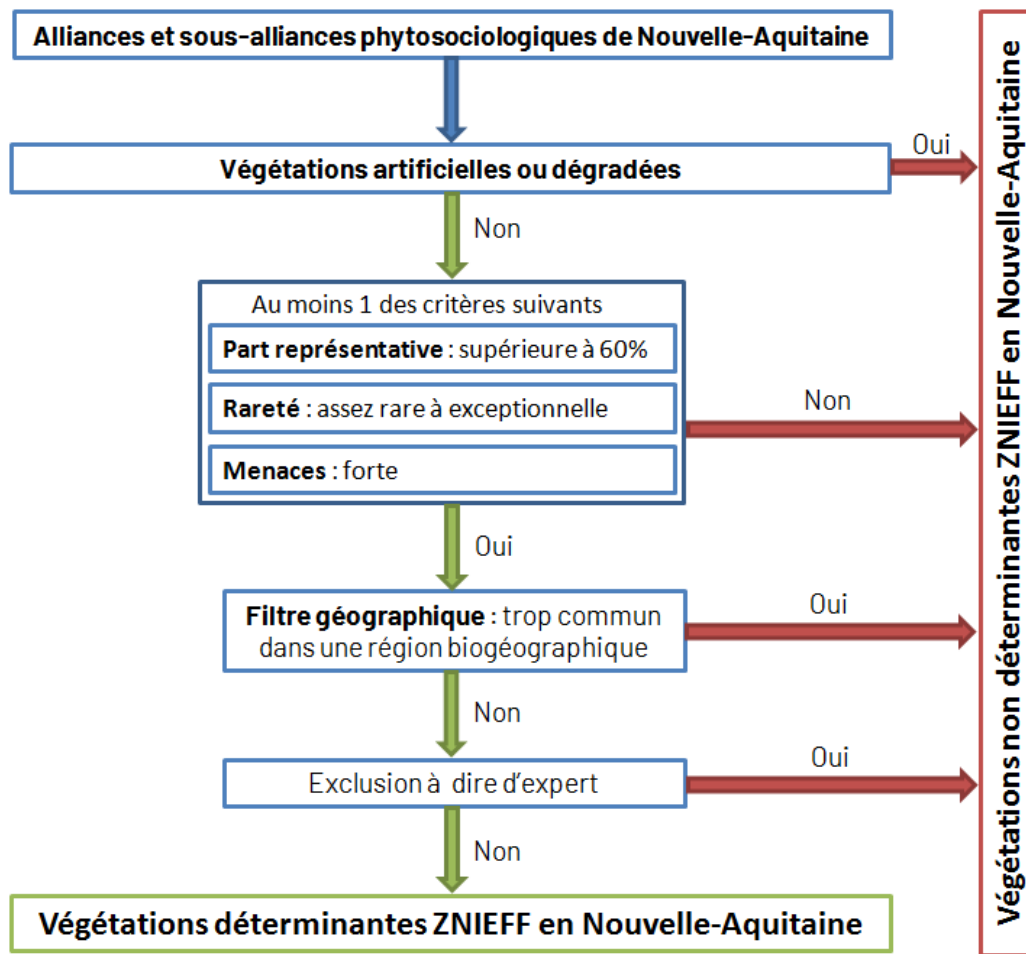 Alliances et sous-alliances phytosociologiques de Nouvelle-Aquitaine
Végétations artificielles ou dégradées
Oui
Non
Au moins 1 des critères suivants
Part représentative : supérieure à 60%
Rareté : assez rare à exceptionnelle
Menaces : forte
Non
Oui
Filtre géographique : trop commun
dans une région biogéographique
Oui
Non
Exclusion à dire d'expert
Oui
Non
Végétations déterminantes ZNIEFF en Nouvelle-Aquitaine
Végétations non déterminantes ZNIEFF en Nouvelle-Aquitaine